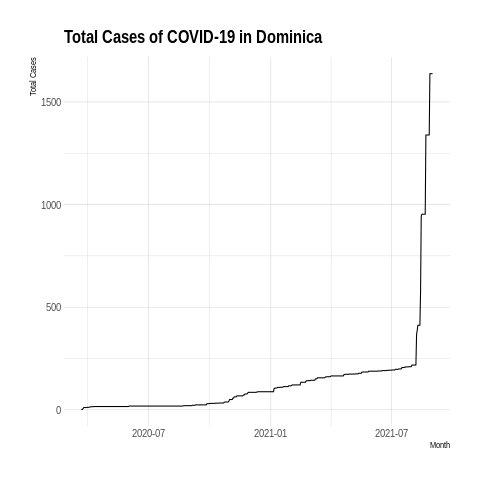 Total Cases of COVID-19 in Dominica
Total Cases
1500
1000
500
0
2020-07 2021-01 2021-07
Month